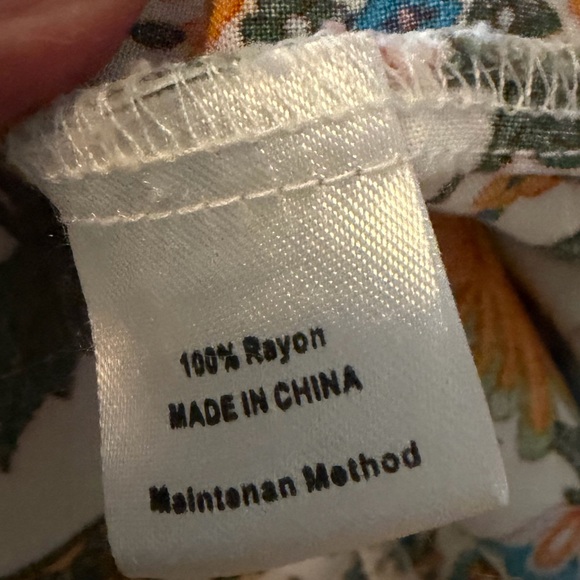 100% Rayon
MADE IN CHINA
Maintenan Method